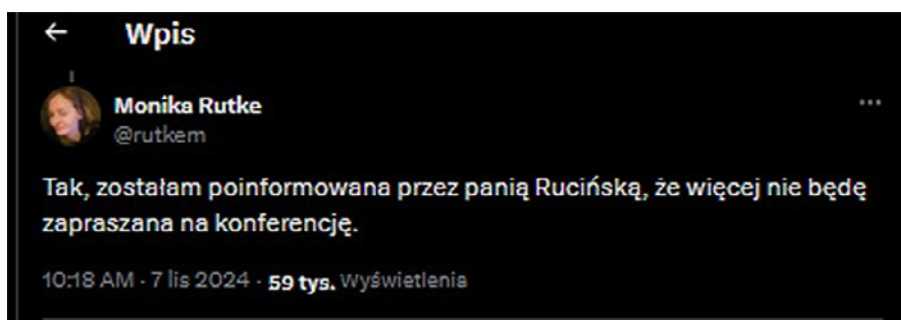 Wpis
Monika Rutke
@rutkem
Tak, zostałam poinformowana przez panią Rucińską, że więcej nie będę
zapraszana na konferencję.
10:18 AM · 7 lis 2024 · 59 tys. Wyświetlenia